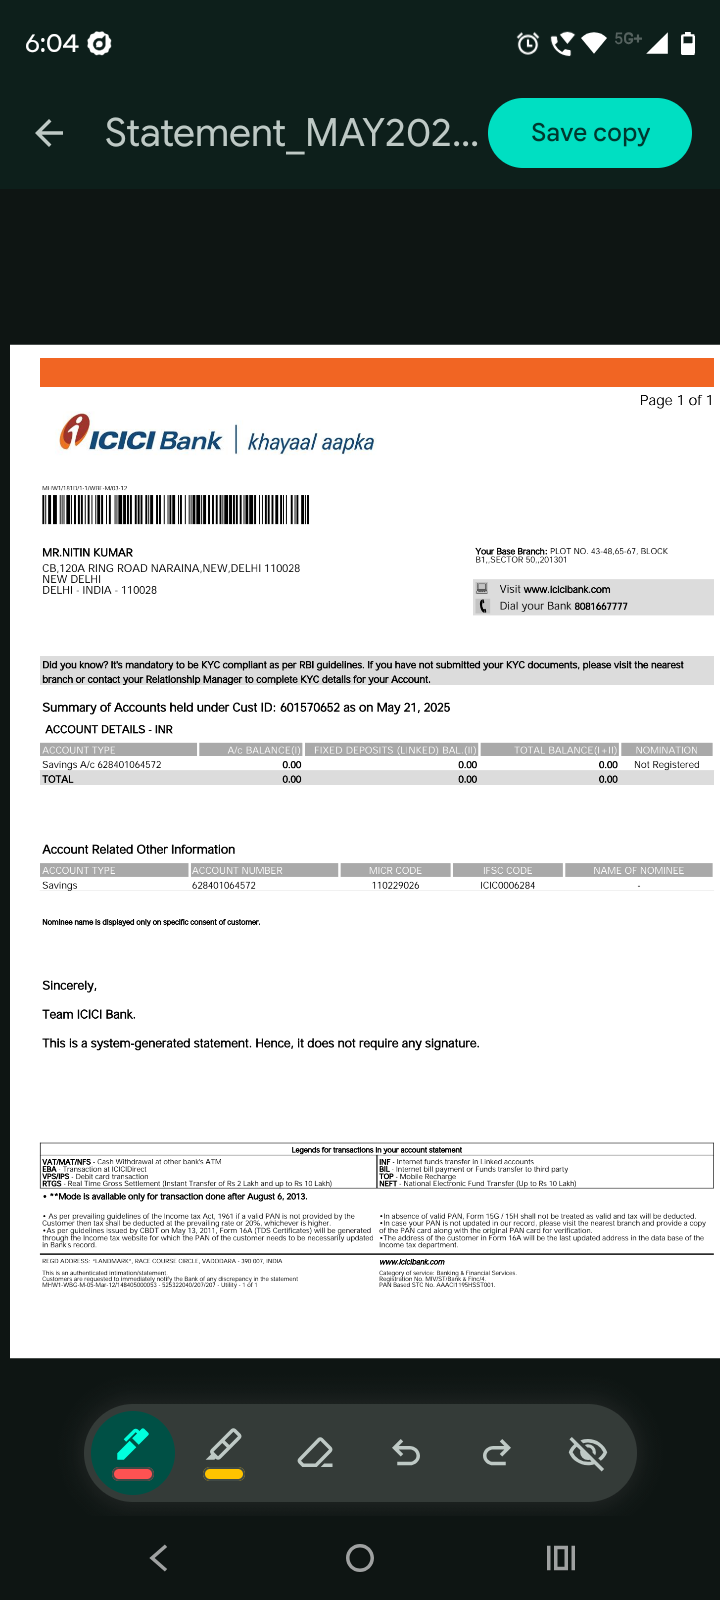 6:04
5G+
Statement_MAY202...
Save copy
Page 1 of 1
ICICI Bank | khayaal aapka
MR.NITIN KUMAR
CB,120A RING ROAD NARAINA,NEW,DELHI 110028
NEW DELHI
DELHI - INDIA - 110028
Your Base Branch: PLOT NO. 43-48,65-67, BLOCK
B1,,SECTOR 50,,201301
Visit www.icicibank.com
Dial your Bank 8081667777
Did you know? It's mandatory to be KYC compliant as per RBI guidelines. If you have not submitted your KYC documents, please visit the nearest
branch or contact your Relationship Manager to complete KYC details for your Account.
Summary of Accounts held under Cust ID: 601570652 as on May 21, 2025
ACCOUNT DETAILS - INR
ACCOUNT TYPE A/c BALANCE(I) FIXED DEPOSITS (LINKED) BAL.(II) TOTAL BALANCE(I+II) NOMINATION
Savings A/c 628401064572 0.00 0.00 0.00 Not Registered
TOTAL 0.00 0.00 0.00
Account Related Other Information
ACCOUNT TYPE ACCOUNT NUMBER MICR CODE IFSC CODE NAME OF NOMINEE
Savings 628401064572 110229026 ICIC0006284 -
Nominee name is displayed only on specific consent of customer.
Sincerely,
Team ICICI Bank.
This is a system-generated statement. Hence, it does not require any signature.
Legends for transactions in your account statement
VAT/MAT/NFS - Cash Withdrawal at other bank's ATM
EBA - Transaction at ICICIDirect
VPS/IPS - Debit card transaction
RTGS - Real Time Gross Settlement (Instant Transfer of Rs 2 Lakh and up to Rs 10 Lakh)
INF - Internet funds transfer in Linked accounts
BIL - Internet bill payment or Funds transfer to third party
TOP - Mobile Recharge
NEFT - National Electronic Fund Transfer (Up to Rs 10 Lakh)
• **Mode is available only for transaction done after August 6, 2013.
• As per prevailing guidelines of the Income tax Act, 1961 if a valid PAN is not provided by the
Customer then tax shall be deducted at the prevailing rate or 20%, whichever is higher.
•As per guidelines issued by CBDT on May 13, 2011, Form 16A (TDS Certificates) will be generated
through the Income tax website for which the PAN of the customer needs to be necessarily updated
in Bank's record.
•In absence of valid PAN, Form 15G / 15H shall not be treated as valid and tax will be deducted.
•In case your PAN is not updated in our record, please visit the nearest branch and provide a copy
of the PAN card along with the original PAN card for verification.
•The address of the customer in Form 16A will be the last updated address in the data base of the
Income tax department.
REGD ADDRESS: "LANDMARK", RACE COURSE CIRCLE, VADODARA - 390 007, INDIA
This is an authenticated intimation/statement
Customers are requested to immediately notify the Bank of any discrepancy in the statement
MHW1-WBG-M-05-Mar-12/148405000053 - 525322040/207/207 - Utility - 1 of 1
www.icicibank.com
Category of service: Banking & Financial Services.
Registration No. MIV/ST/Bank & Finc/4.
PAN Based STC No. AAACI1195HSST001.